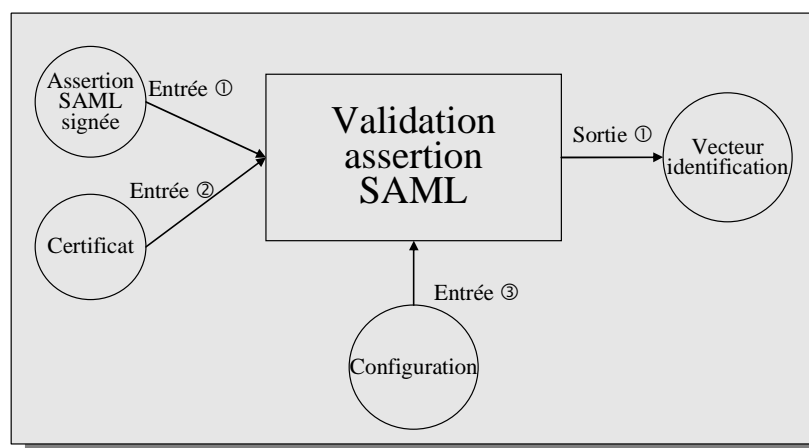 Assertion
SAML
signée
Entrée ①
Validation
assertion
SAML
Sortie ①
Vecteur
identification
Entrée ②
Certificat
Entrée ③
Configuration